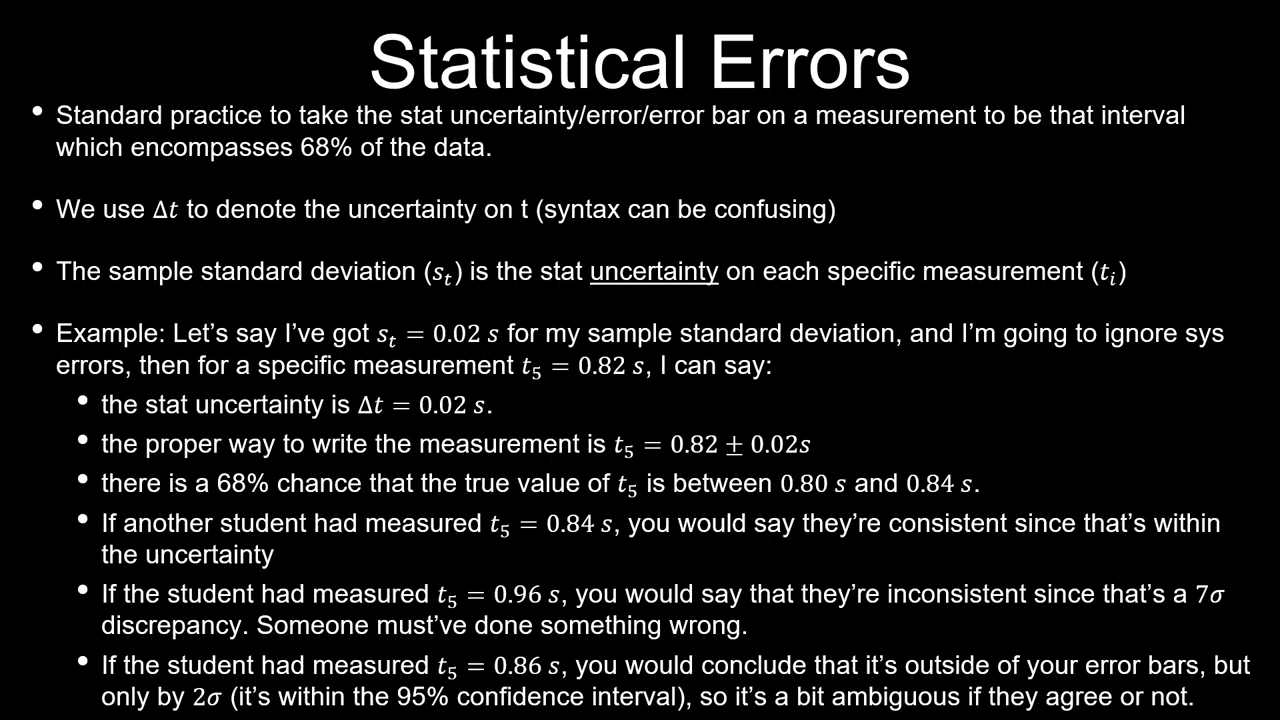 Statistical Errors
• Standard practice to take the stat uncertainty/error/error bar on a measurement to be that interval
which encompasses 68% of the data.
• We use Δt to denote the uncertainty on t (syntax can be confusing)
• The sample standard deviation (sₜ) is the stat uncertainty on each specific measurement (tᵢ)
• Example: Let's say I've got sₜ = 0.02 s for my sample standard deviation, and I'm going to ignore sys
errors, then for a specific measurement t₅ = 0.82 s, I can say:
• the stat uncertainty is Δt = 0.02 s.
• the proper way to write the measurement is t₅ = 0.82 ± 0.02s
• there is a 68% chance that the true value of t₅ is between 0.80 s and 0.84 s.
• If another student had measured t₅ = 0.84 s, you would say they're consistent since that's within
the uncertainty
• If the student had measured t₅ = 0.96 s, you would say that they're inconsistent since that's a 7σ
discrepancy. Someone must've done something wrong.
• If the student had measured t₅ = 0.86 s, you would conclude that it's outside of your error bars, but
only by 2σ (it's within the 95% confidence interval), so it's a bit ambiguous if they agree or not.